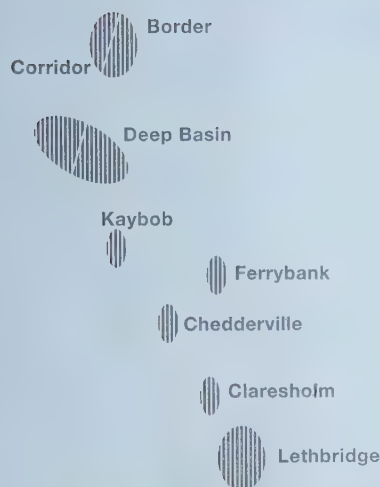 Border
Corridor
Deep Basin
Kaybob
Ferrybank
Chedderville
Claresholm
Lethbridge